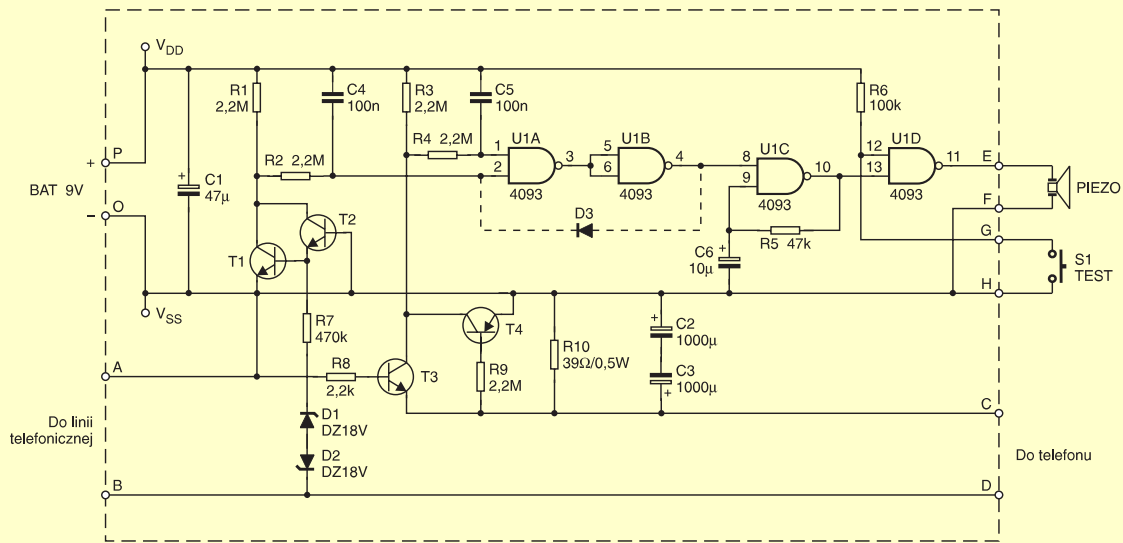 V_DD
R1
2,2M
C4
100n
R3
2,2M
C5
100n
R6
100k
R4 2,2M
U1A
U1B
U1C
U1D
1
2
3
5
6
4
8
9
10
12
13
11
E
4093
4093
4093
4093
+
P
BAT 9V
–
O
+
C1
47µ
R2 2,2M
D3
R5 47k
C6
10µ
+
F
PIEZO
G
S1
TEST
H
T2
T1
V_SS
R7
470k
A
R8
2,2k
T3
T4
R9
2,2M
R10
39Ω/0,5W
+
C2
1000µ
C3
1000µ
+
C
Do linii
telefonicznej
D1
DZ18V
D2
DZ18V
Do telefonu
B
D